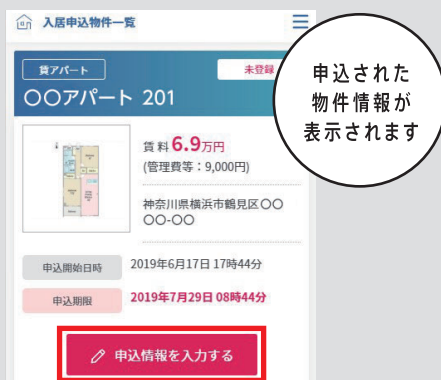 入居申込物件一覧
貸アパート
未登録
〇〇アパート 201
賃料6.9万円
(管理費等：9,000円)
神奈川県横浜市鶴見区〇〇
〇〇-〇〇
申込開始日時 2019年6月17日 17時44分
申込期限 2019年7月29日 08時44分
申込情報を入力する
申込された
物件情報が
表示されます